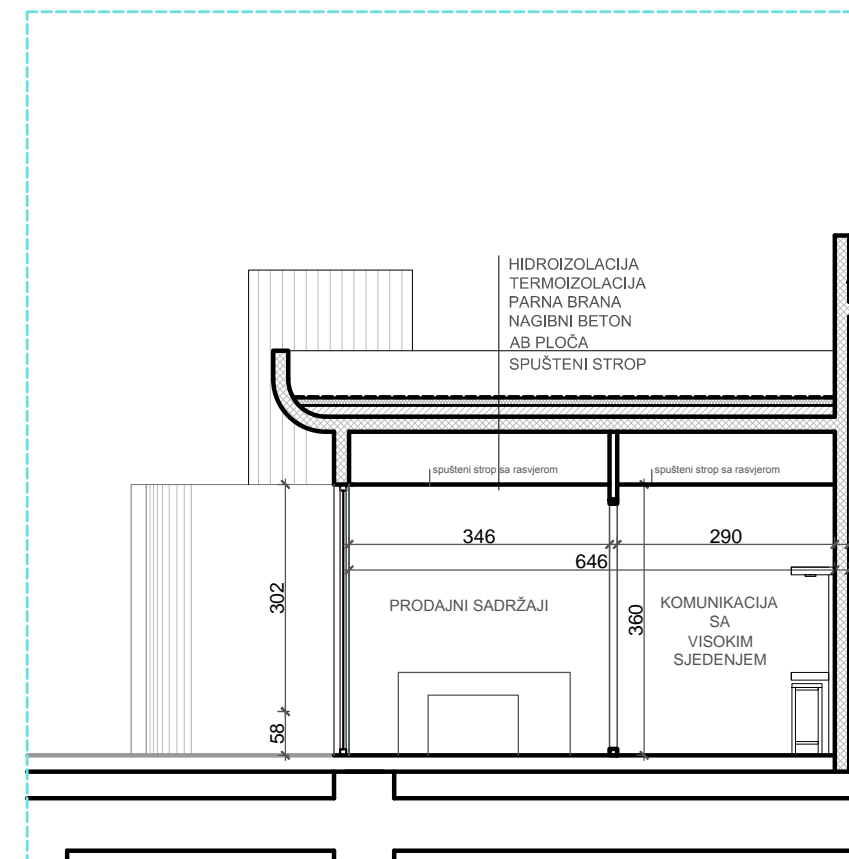 HIDROIZOLACIJA
TERMOIZOLACIJA
PARNA BRANA
NAGIBNI BETON
AB PLOČA
SPUŠTENI STROP
spušteni strop sa rasvjerom
spušteni strop sa rasvjerom
346
290
646
302
360
58
PRODAJNI SADRŽAJI
KOMUNIKACIJA
SA
VISOKIM
SJEDENJEM